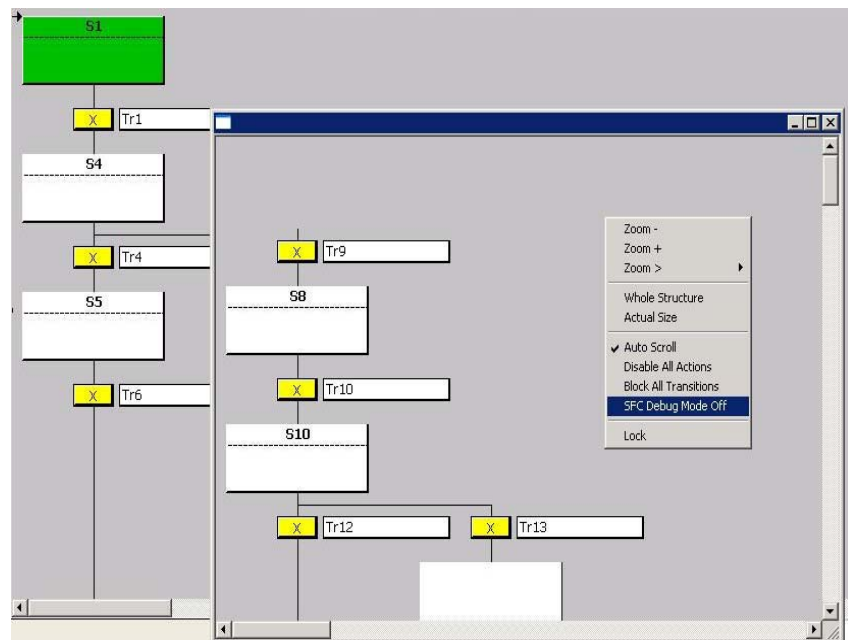 S1
X Tr1
S4
X Tr4
S5
X Tr6
X Tr9
S8
X Tr10
S10
X Tr12
X Tr13
Zoom -
Zoom +
Zoom >
Whole Structure
Actual Size
Auto Scroll
Disable All Actions
Block All Transitions
SFC Debug Mode Off
Lock